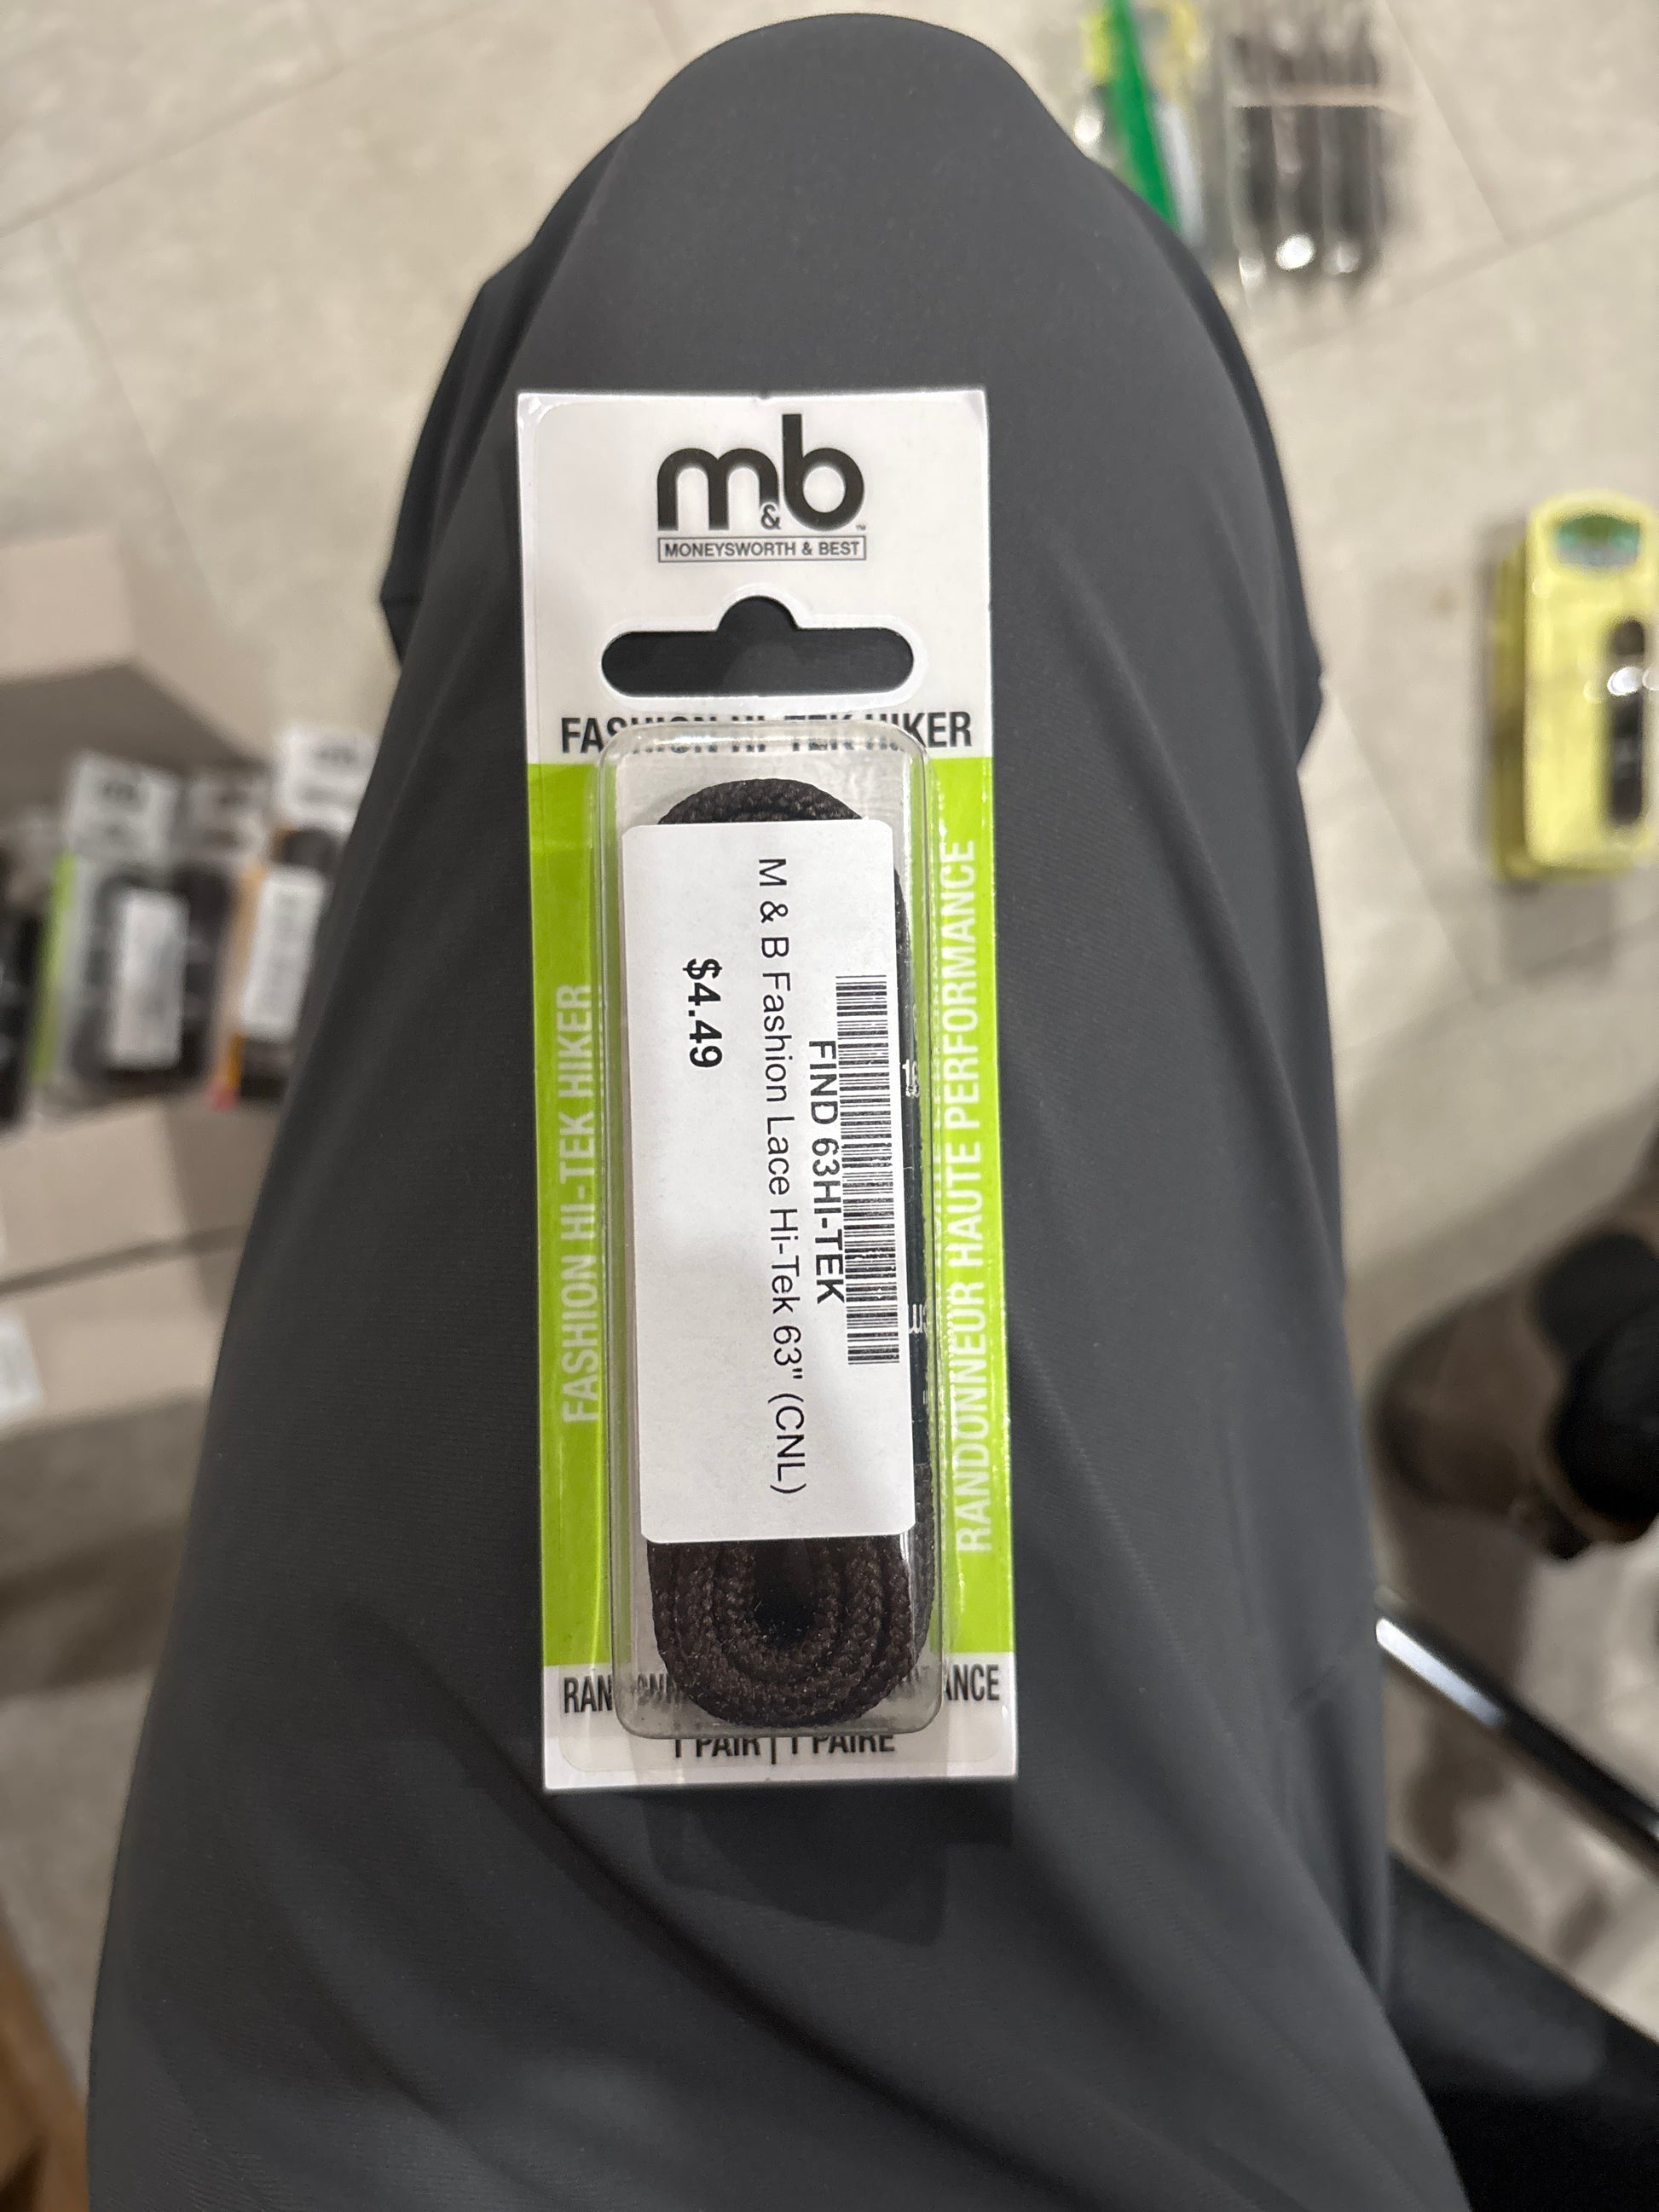 m&b™
MONEYSWORTH & BEST
FASHION HI-TEK HIKER
FASHION HI-TEK HIKER
FIND 63HI-TEK
M & B Fashion Lace Hi-Tek 63" (CNL)
$4.49
RANDONNEUR HAUTE PERFORMANCE
1 PAIR | 1 PAIRE